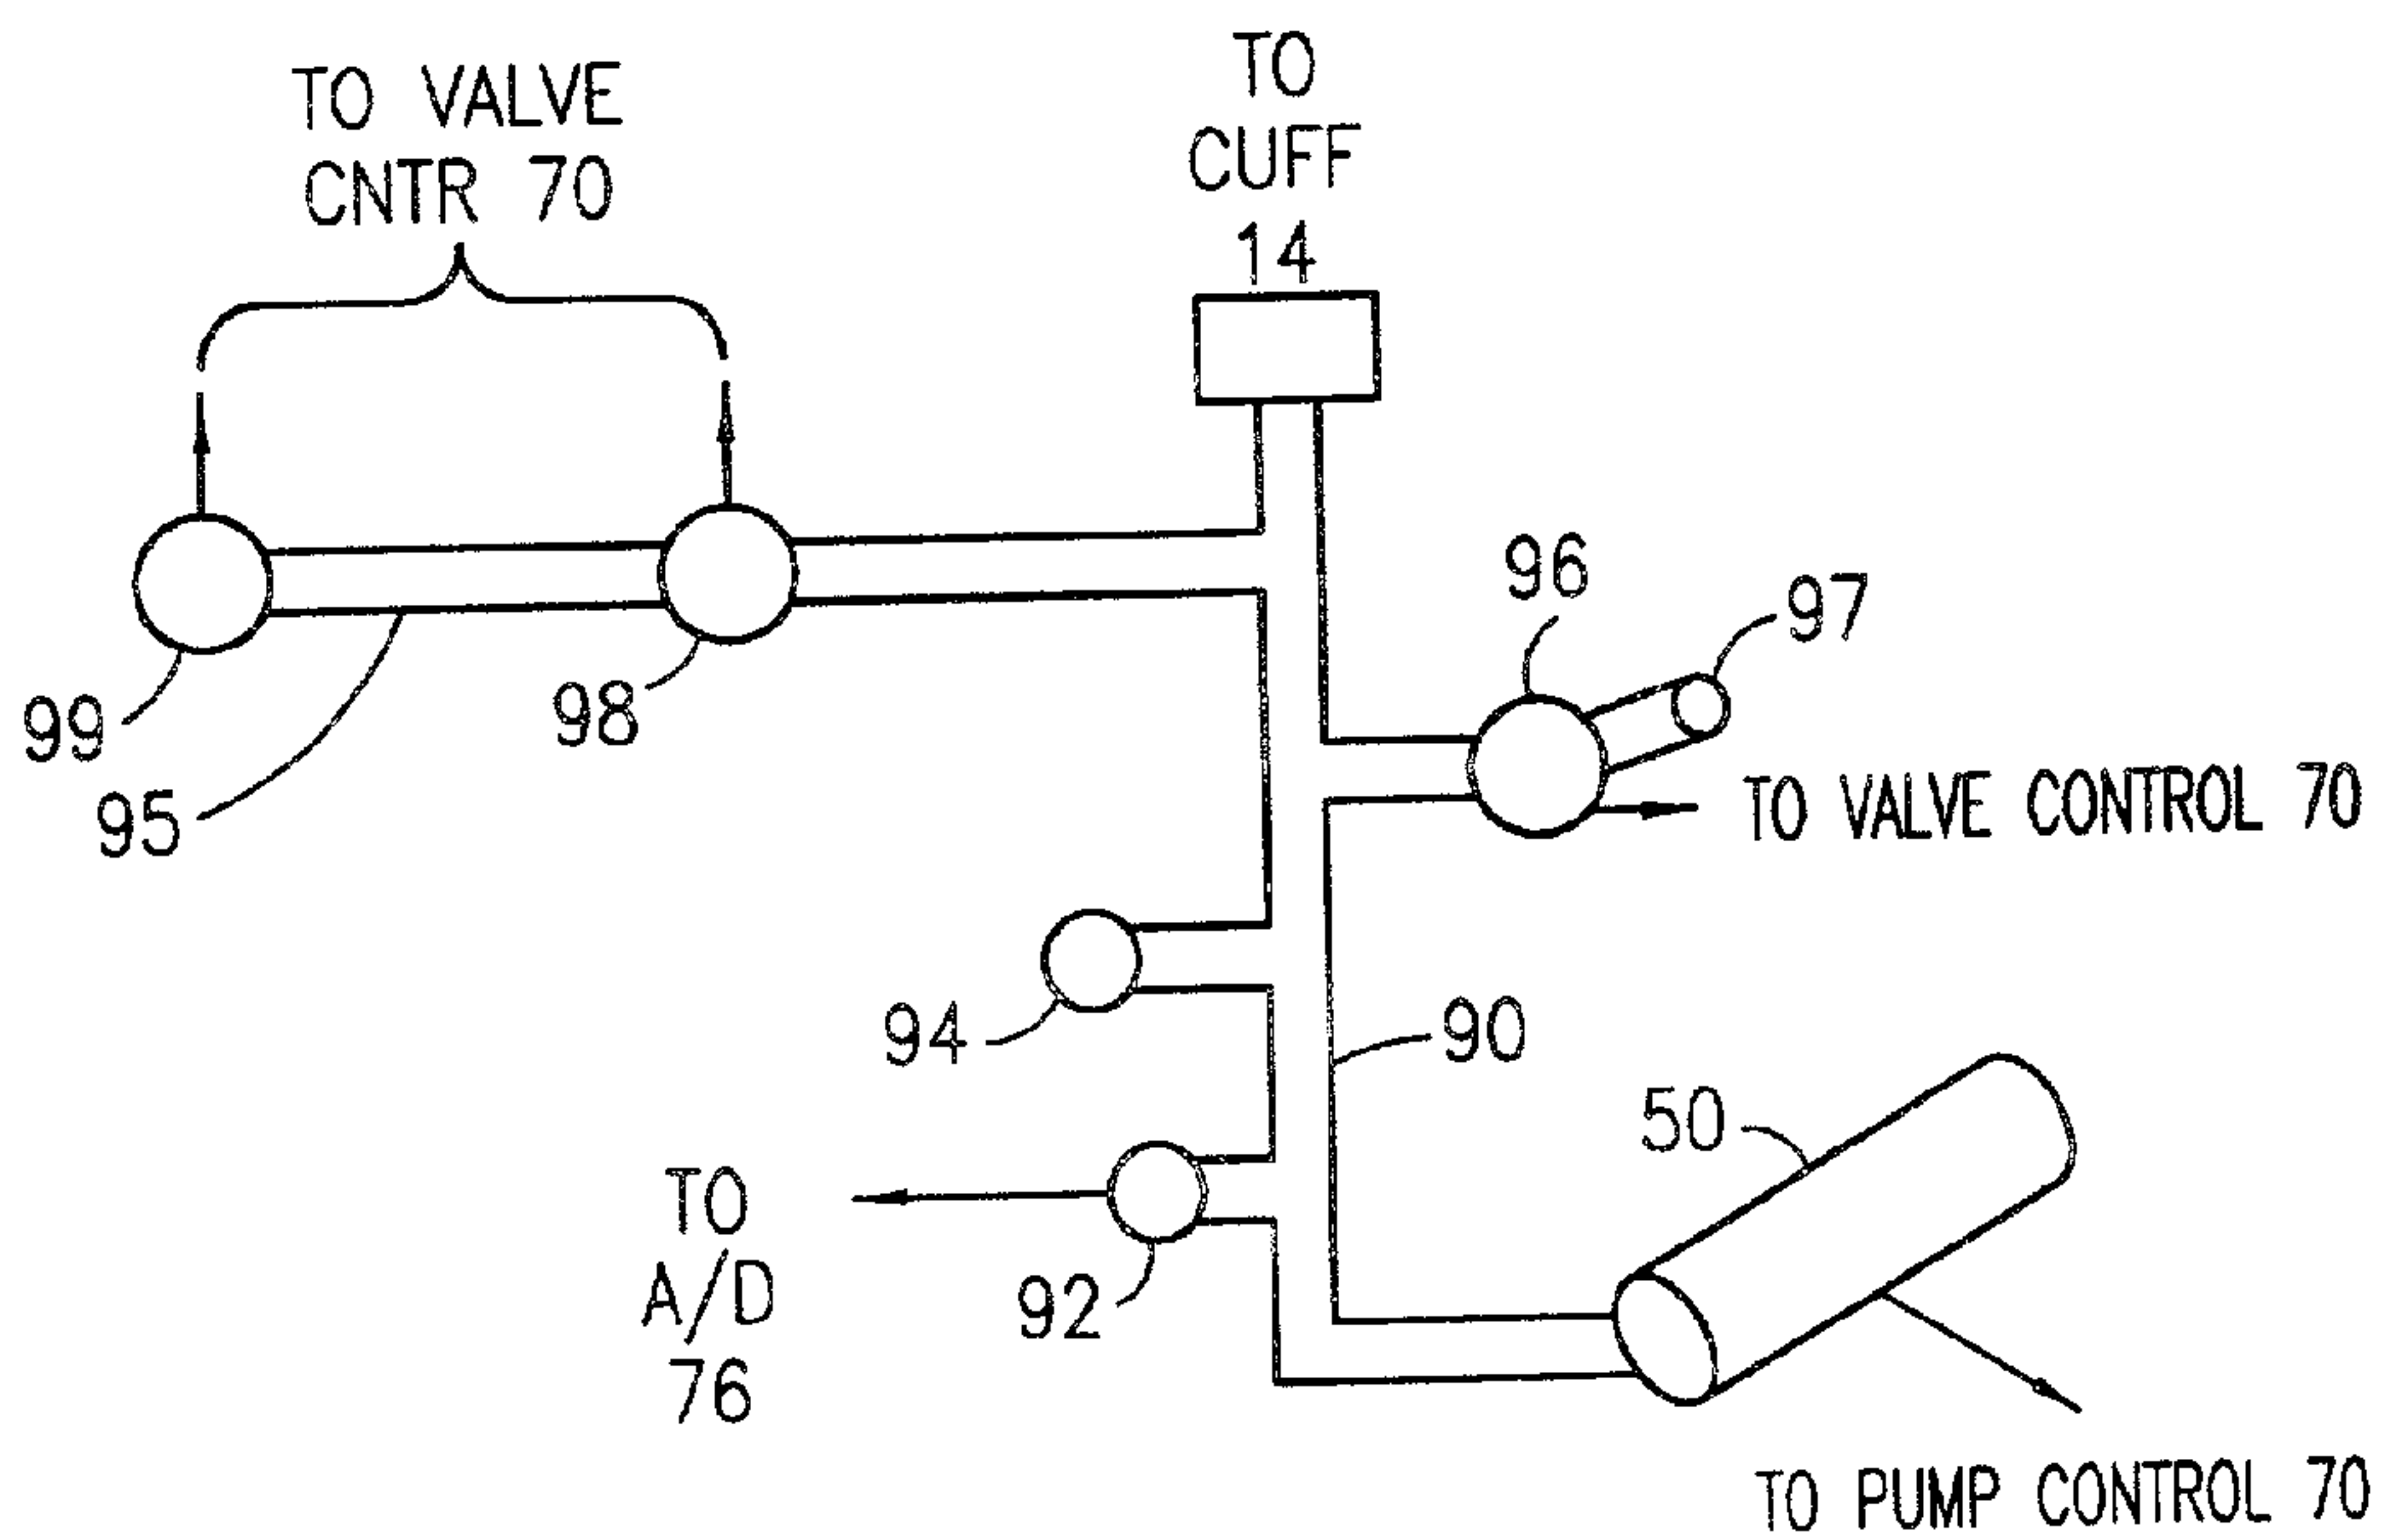 TO VALVE
CNTR 70
TO
CUFF
14
96
97
99
98
95
TO VALVE CONTROL 70
94
90
50
TO
A/D
76
92
TO PUMP CONTROL 70